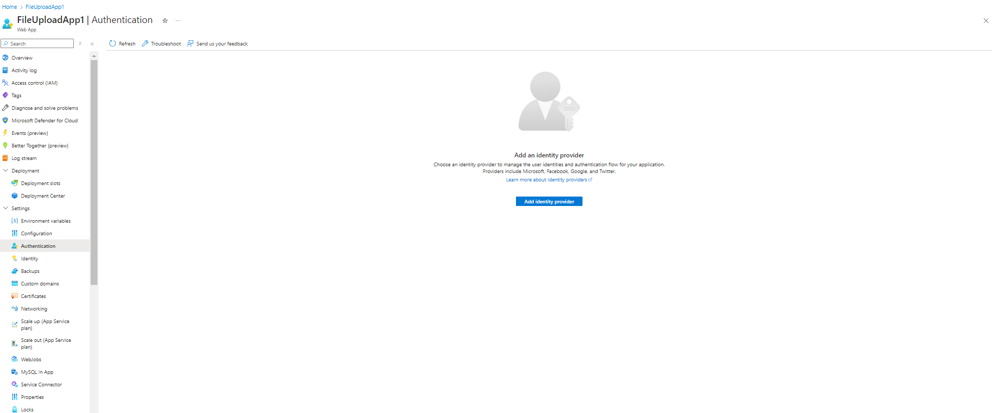 Home > FileUploadApp1
FileUploadApp1 | Authentication
Web App
Search
Refresh
Troubleshoot
Send us your feedback
Overview
Activity log
Access control (IAM)
Tags
Diagnose and solve problems
Microsoft Defender for Cloud
Events (preview)
Better Together (preview)
Log stream
Deployment
Deployment slots
Deployment Center
Settings
Environment variables
Configuration
Authentication
Identity
Backups
Custom domains
Certificates
Networking
Scale up (App Service
plan)
Scale out (App Service
plan)
WebJobs
MySQL In App
Service Connector
Properties
Locks
Add an identity provider
Choose an identity provider to manage the user identities and authentication flow for your application.
Providers include Microsoft, Facebook, Google, and Twitter.
Learn more about identity providers
Add identity provider